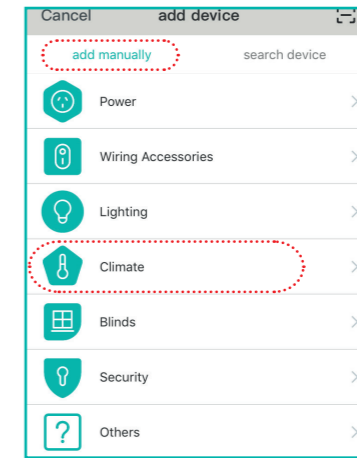 Cancel add device
add manually search device
Power
Wiring Accessories
Lighting
Climate
Blinds
Security
? Others